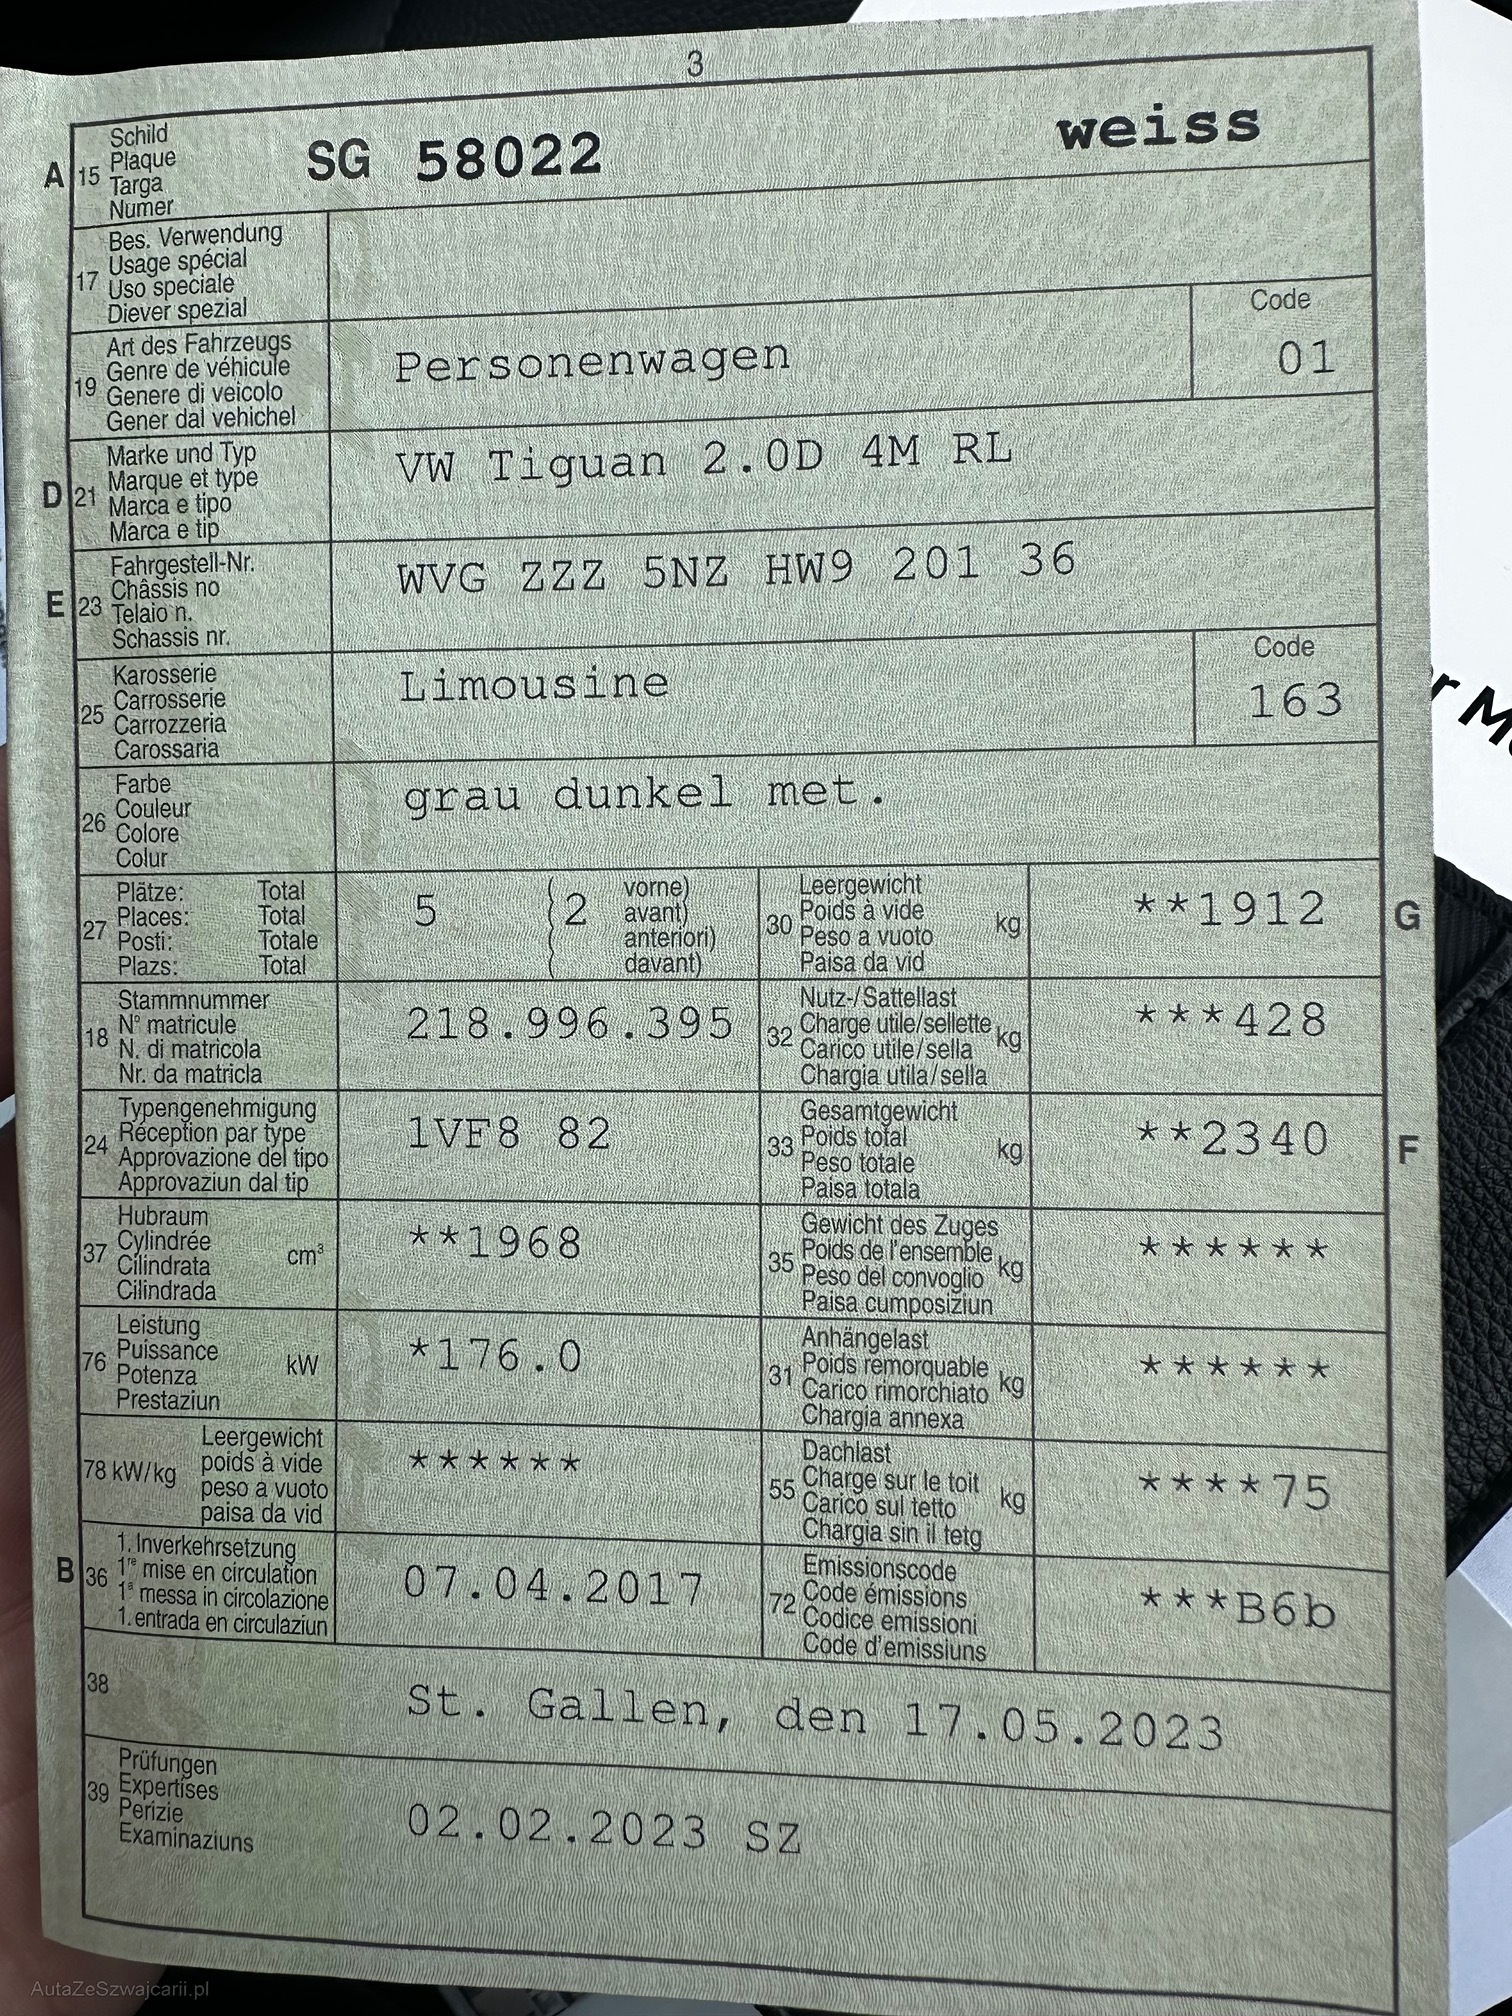 3
A 15 Schild
Plaque
Targa
Numer
SG 58022 weiss
17 Bes. Verwendung
Usage spécial
Uso speciale
Diever spezial
19 Art des Fahrzeugs
Genre de véhicule
Genere di veicolo
Gener dal vehichel
Personenwagen
Code
01
D 21 Marke und Typ
Marque et type
Marca e tipo
Marca e tip
VW Tiguan 2.0D 4M RL
E 23 Fahrgestell-Nr.
Châssis no
Telaio n.
Schassis nr.
WVG ZZZ 5NZ HW9 201 36
25 Karosserie
Carrosserie
Carrozzeria
Carossaria
Limousine
Code
163
26 Farbe
Couleur
Colore
Colur
grau dunkel met.
27 Plätze: Total
Places: Total
Posti: Totale
Plazs: Total
5 ( 2 vorne)
( avant)
( anteriori)
( davant)
30 Leergewicht
Poids à vide kg
Peso a vuoto
Paisa da vid
**1912 G
18 Stammnummer
N° matricule
N. di matricola
Nr. da matricla
218.996.395
32 Nutz-/Sattellast
Charge utile/sellette kg
Carico utile/sella
Chargia utila/sella
***428
24 Typengenehmigung
Réception par type
Approvazione del tipo
Approvaziun dal tip
1VF8 82
33 Gesamtgewicht
Poids total kg
Peso totale
Paisa totala
**2340 F
37 Hubraum
Cylindrée cm³
Cilindrata
Cilindrada
**1968
35 Gewicht des Zuges
Poids de l'ensemble kg
Peso del convoglio
Paisa cumposiziun
******
76 Leistung
Puissance kW
Potenza
Prestaziun
*176.0
31 Anhängelast
Poids remorquable kg
Carico rimorchiato
Chargia annexa
******
78 kW/kg Leergewicht
poids à vide
peso a vuoto
paisa da vid
******
55 Dachlast
Charge sur le toit kg
Carico sul tetto
Chargia sin il tetg
****75
B 36 1. Inverkehrsetzung
1re mise en circulation
1a messa in circolazione
1. entrada en circulaziun
07.04.2017
72 Emissionscode
Code émissions
Codice emissioni
Code d'emissiuns
***B6b
38 St. Gallen, den 17.05.2023
39 Prüfungen
Expertises
Perizie
Examinaziuns
02.02.2023 SZ
AutaZeSzwajcarii.pl